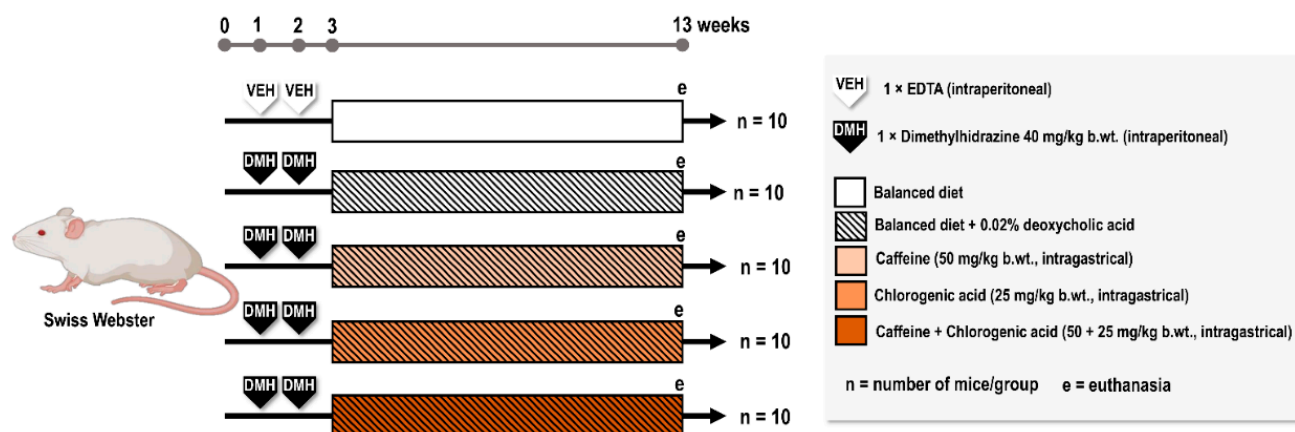 0 1 2 3 13 weeks
VEH VEH e
n = 10
DMH DMH e
n = 10
DMH DMH e
n = 10
DMH DMH e
n = 10
DMH DMH e
n = 10
Swiss Webster
VEH 1 × EDTA (intraperitoneal)
DMH 1 × Dimethylhidrazine 40 mg/kg b.wt. (intraperitoneal)
Balanced diet
Balanced diet + 0.02% deoxycholic acid
Caffeine (50 mg/kg b.wt., intragastrical)
Chlorogenic acid (25 mg/kg b.wt., intragastrical)
Caffeine + Chlorogenic acid (50 + 25 mg/kg b.wt., intragastrical)
n = number of mice/group e = euthanasia